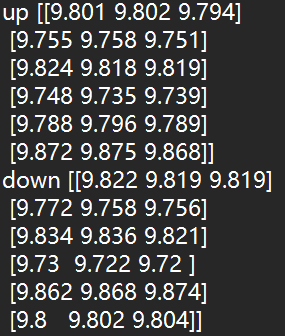 up [[9.801 9.802 9.794]
[9.755 9.758 9.751]
[9.824 9.818 9.819]
[9.748 9.735 9.739]
[9.788 9.796 9.789]
[9.872 9.875 9.868]]
down [[9.822 9.819 9.819]
[9.772 9.758 9.756]
[9.834 9.836 9.821]
[9.73  9.722 9.72 ]
[9.862 9.868 9.874]
[9.8   9.802 9.804]]